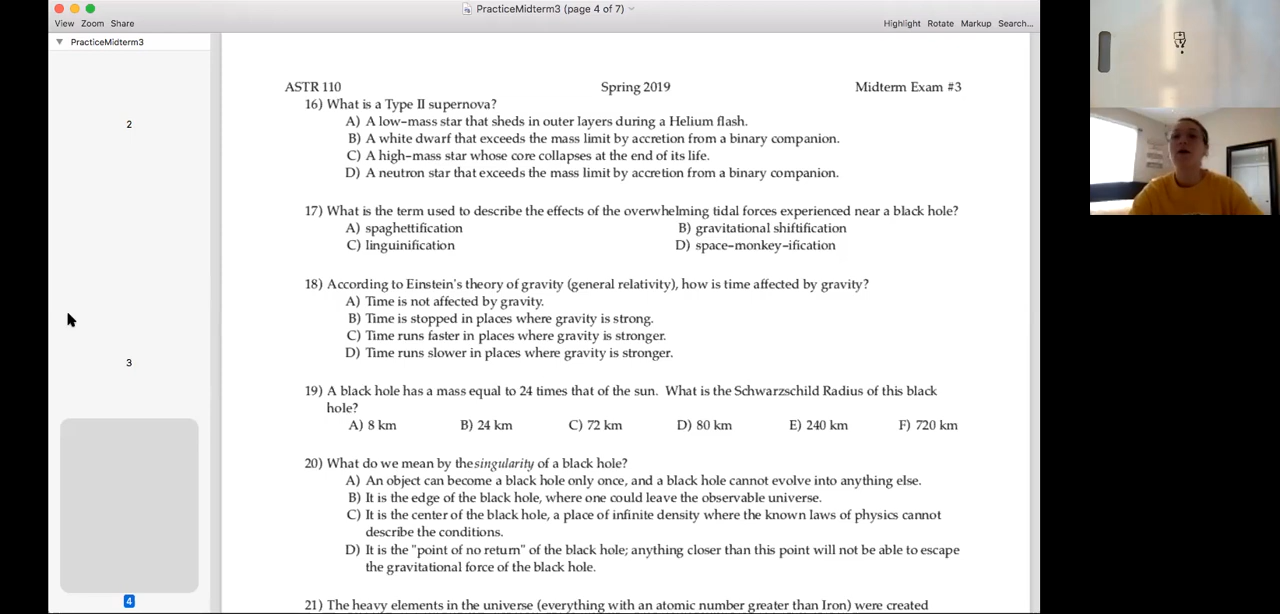 PracticeMidterm3 (page 4 of 7)
View Zoom Share
Highlight Rotate Markup Search...
PracticeMidterm3
2
3
4
ASTR 110 Spring 2019 Midterm Exam #3
16) What is a Type II supernova?
A) A low-mass star that sheds in outer layers during a Helium flash.
B) A white dwarf that exceeds the mass limit by accretion from a binary companion.
C) A high-mass star whose core collapses at the end of its life.
D) A neutron star that exceeds the mass limit by accretion from a binary companion.
17) What is the term used to describe the effects of the overwhelming tidal forces experienced near a black hole?
A) spaghettification B) gravitational shiftification
C) linguinification D) space-monkey-ification
18) According to Einstein's theory of gravity (general relativity), how is time affected by gravity?
A) Time is not affected by gravity.
B) Time is stopped in places where gravity is strong.
C) Time runs faster in places where gravity is stronger.
D) Time runs slower in places where gravity is stronger.
19) A black hole has a mass equal to 24 times that of the sun. What is the Schwarzschild Radius of this black
hole?
A) 8 km B) 24 km C) 72 km D) 80 km E) 240 km F) 720 km
20) What do we mean by the singularity of a black hole?
A) An object can become a black hole only once, and a black hole cannot evolve into anything else.
B) It is the edge of the black hole, where one could leave the observable universe.
C) It is the center of the black hole, a place of infinite density where the known laws of physics cannot
describe the conditions.
D) It is the "point of no return" of the black hole; anything closer than this point will not be able to escape
the gravitational force of the black hole.
21) The heavy elements in the universe (everything with an atomic number greater than Iron) were created